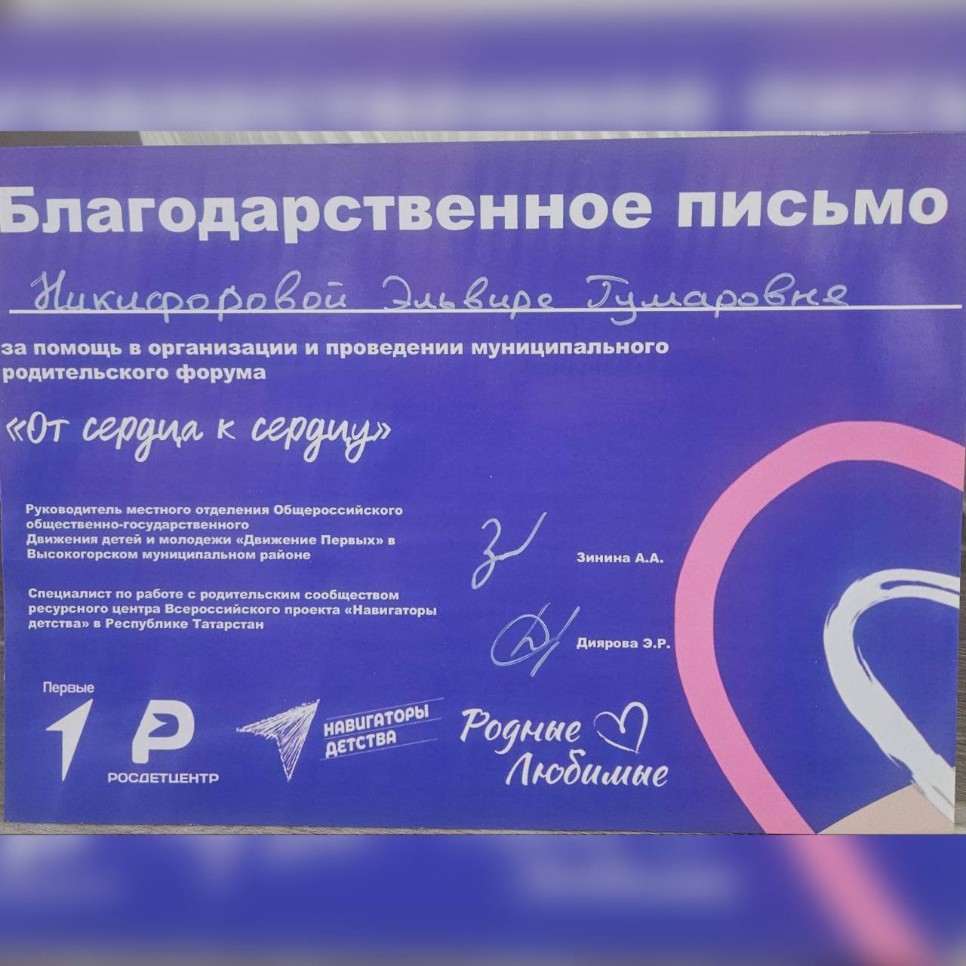 Благодарственное письмо
Никифоровой Эльвире Гумаровне
за помощь в организации и проведении муниципального
родительского форума
«От сердца к сердцу»
Руководитель местного отделения Общероссийского
общественно-государственного
Движения детей и молодежи «Движение Первых» в
Высокогорском муниципальном районе
Зинина А.А.
Специалист по работе с родительским сообществом
ресурсного центра Всероссийского проекта «Навигаторы
детства» в Республике Татарстан
Диярова Э.Р.
Первые
РОСДЕТЦЕНТР
НАВИГАТОРЫ
ДЕТСТВА
Родные
Любимые